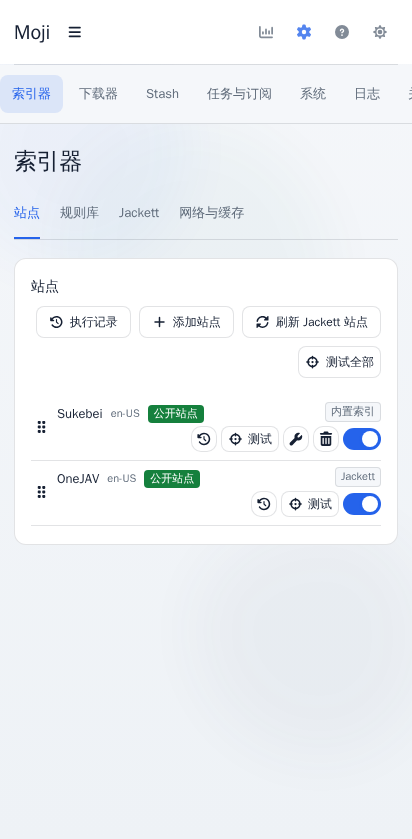 Moji
索引器 下载器 Stash 任务与订阅 系统 日志
索引器
站点 规则库 Jackett 网络与缓存
站点
执行记录 添加站点 刷新 Jackett 站点
测试全部
Sukebei en-US 公开站点 内置索引
测试
OneJAV en-US 公开站点 Jackett
测试